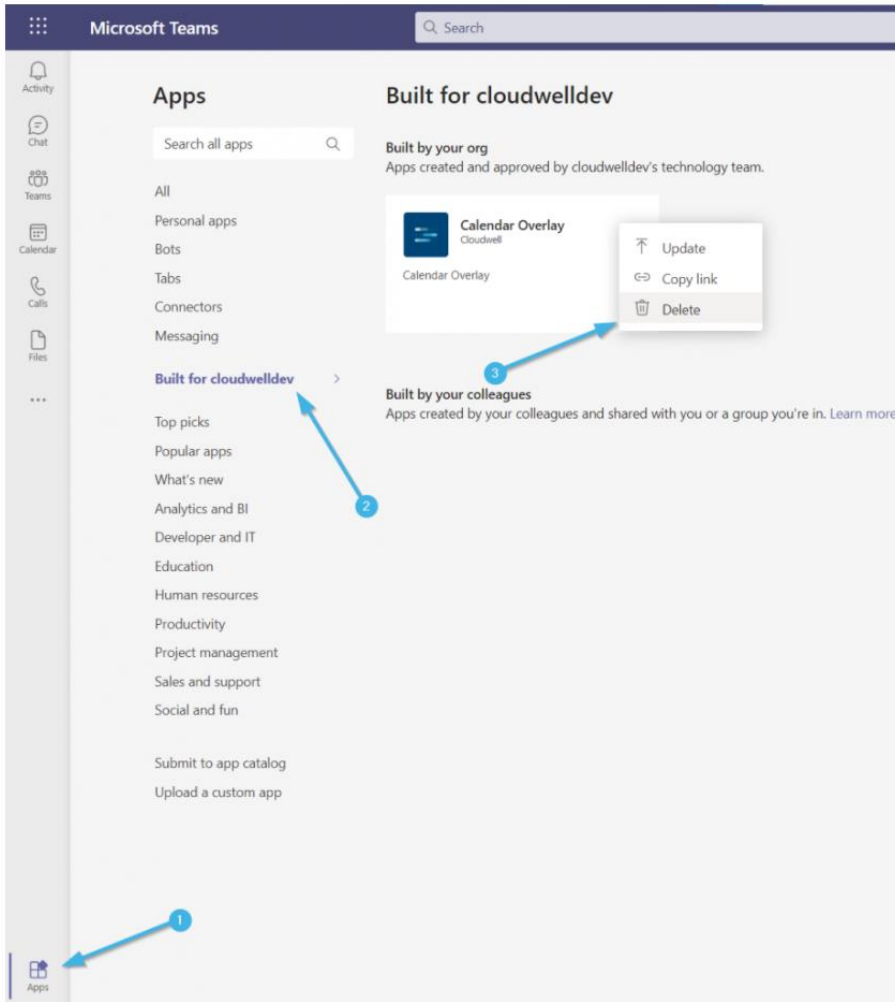 Microsoft Teams
Search
Activity
Chat
Teams
Calendar
Calls
Files
Apps
Apps
Search all apps
All
Personal apps
Bots
Tabs
Connectors
Messaging
Built for cloudwelldev
Top picks
Popular apps
What's new
Analytics and BI
Developer and IT
Education
Human resources
Productivity
Project management
Sales and support
Social and fun
Submit to app catalog
Upload a custom app
Built for cloudwelldev
Built by your org
Apps created and approved by cloudwelldev's technology team.
Calendar Overlay
Cloudwell
Calendar Overlay
Update
Copy link
Delete
Built by your colleagues
Apps created by your colleagues and shared with you or a group you're in. Learn more
1
2
3